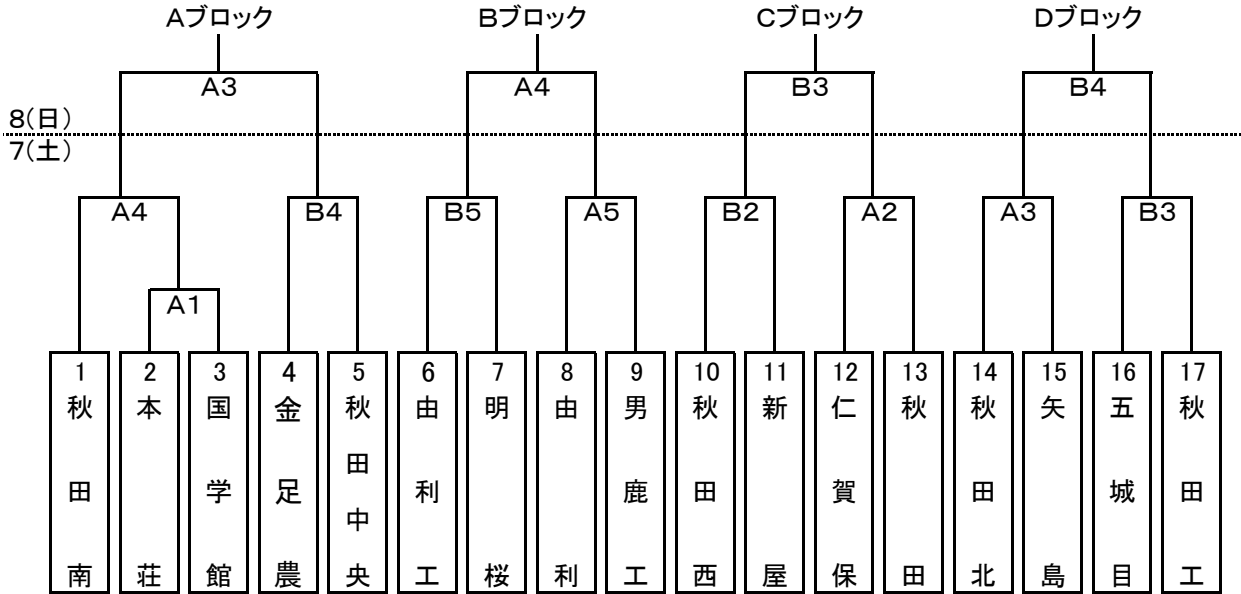 Aブロック Bブロック Cブロック Dブロック
A3 A4 B3 B4
8(日)
7(土)
A4 B4 B5 A5 B2 A2 A3 B3
A1
1 秋田南
2 本荘
3 国学館
4 金足農
5 秋田中央
6 由利工
7 明桜
8 由利
9 男鹿工
10 秋田西
11 新屋
12 仁賀保
13 秋田
14 秋田北
15 矢島
16 五城目
17 秋田工